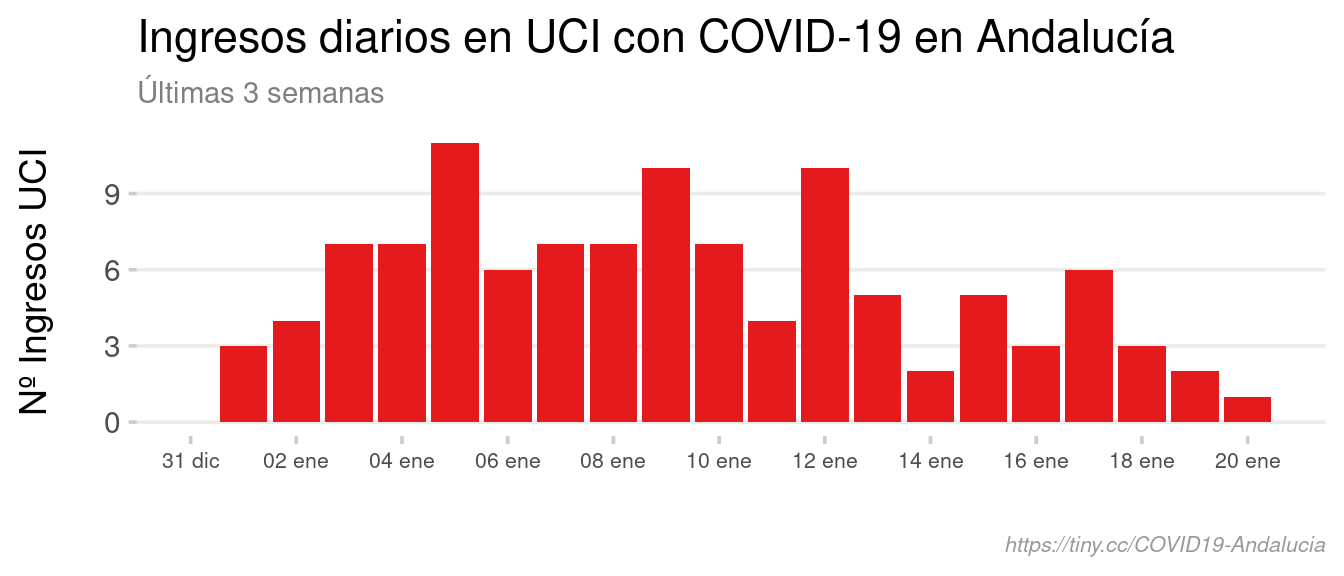 Ingresos diarios en UCI con COVID-19 en Andalucía
Últimas 3 semanas
Nº Ingresos UCI
9
6
3
0
31 dic 02 ene 04 ene 06 ene 08 ene 10 ene 12 ene 14 ene 16 ene 18 ene 20 ene
https://tiny.cc/COVID19-Andalucia